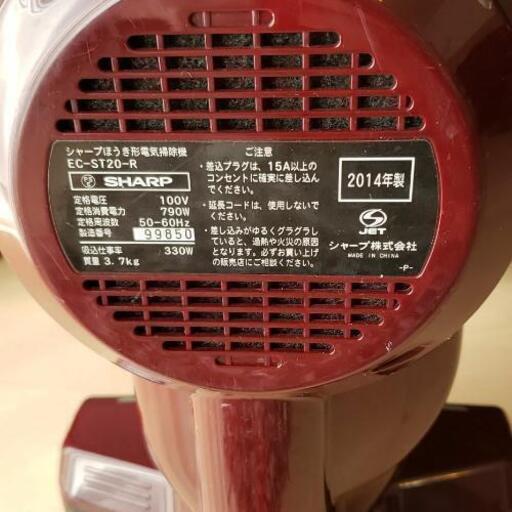 シャープほうき形電気掃除機
EC-ST20-R
SHARP
定格電圧 100V
定格消費電力 790W
定格周波数 50-60Hz
製造番号 99850
吸込仕事率 330W
質量 3.7kg
ご注意
・差込プラグは、15A以上の
コンセントに確実に差し込ん
でください。
・延長コードは、使用しないで
ください。
・差し込みがゆるくグラグラ
していると、過熱や火災の原因
となります。必ずお買い上げ
の販売店にご相談ください。
2014年製
JET
シャープ株式会社
MADE IN CHINA
-P-